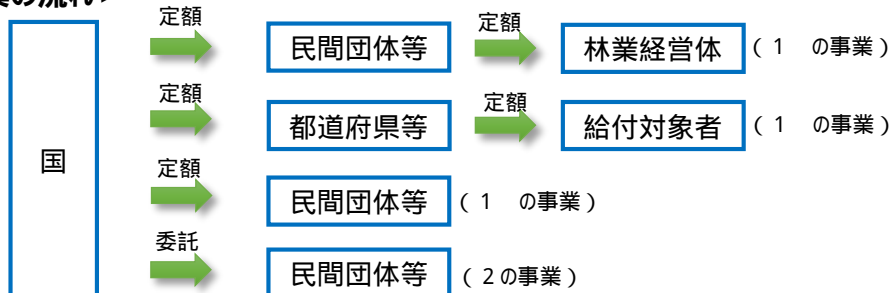 定額 定額
民間団体等 林業経営体 (1 の事業)
定額 定額
都道府県等 給付対象者 (1 の事業)
国
定額
民間団体等 (1 の事業)
委託
民間団体等 (2の事業)